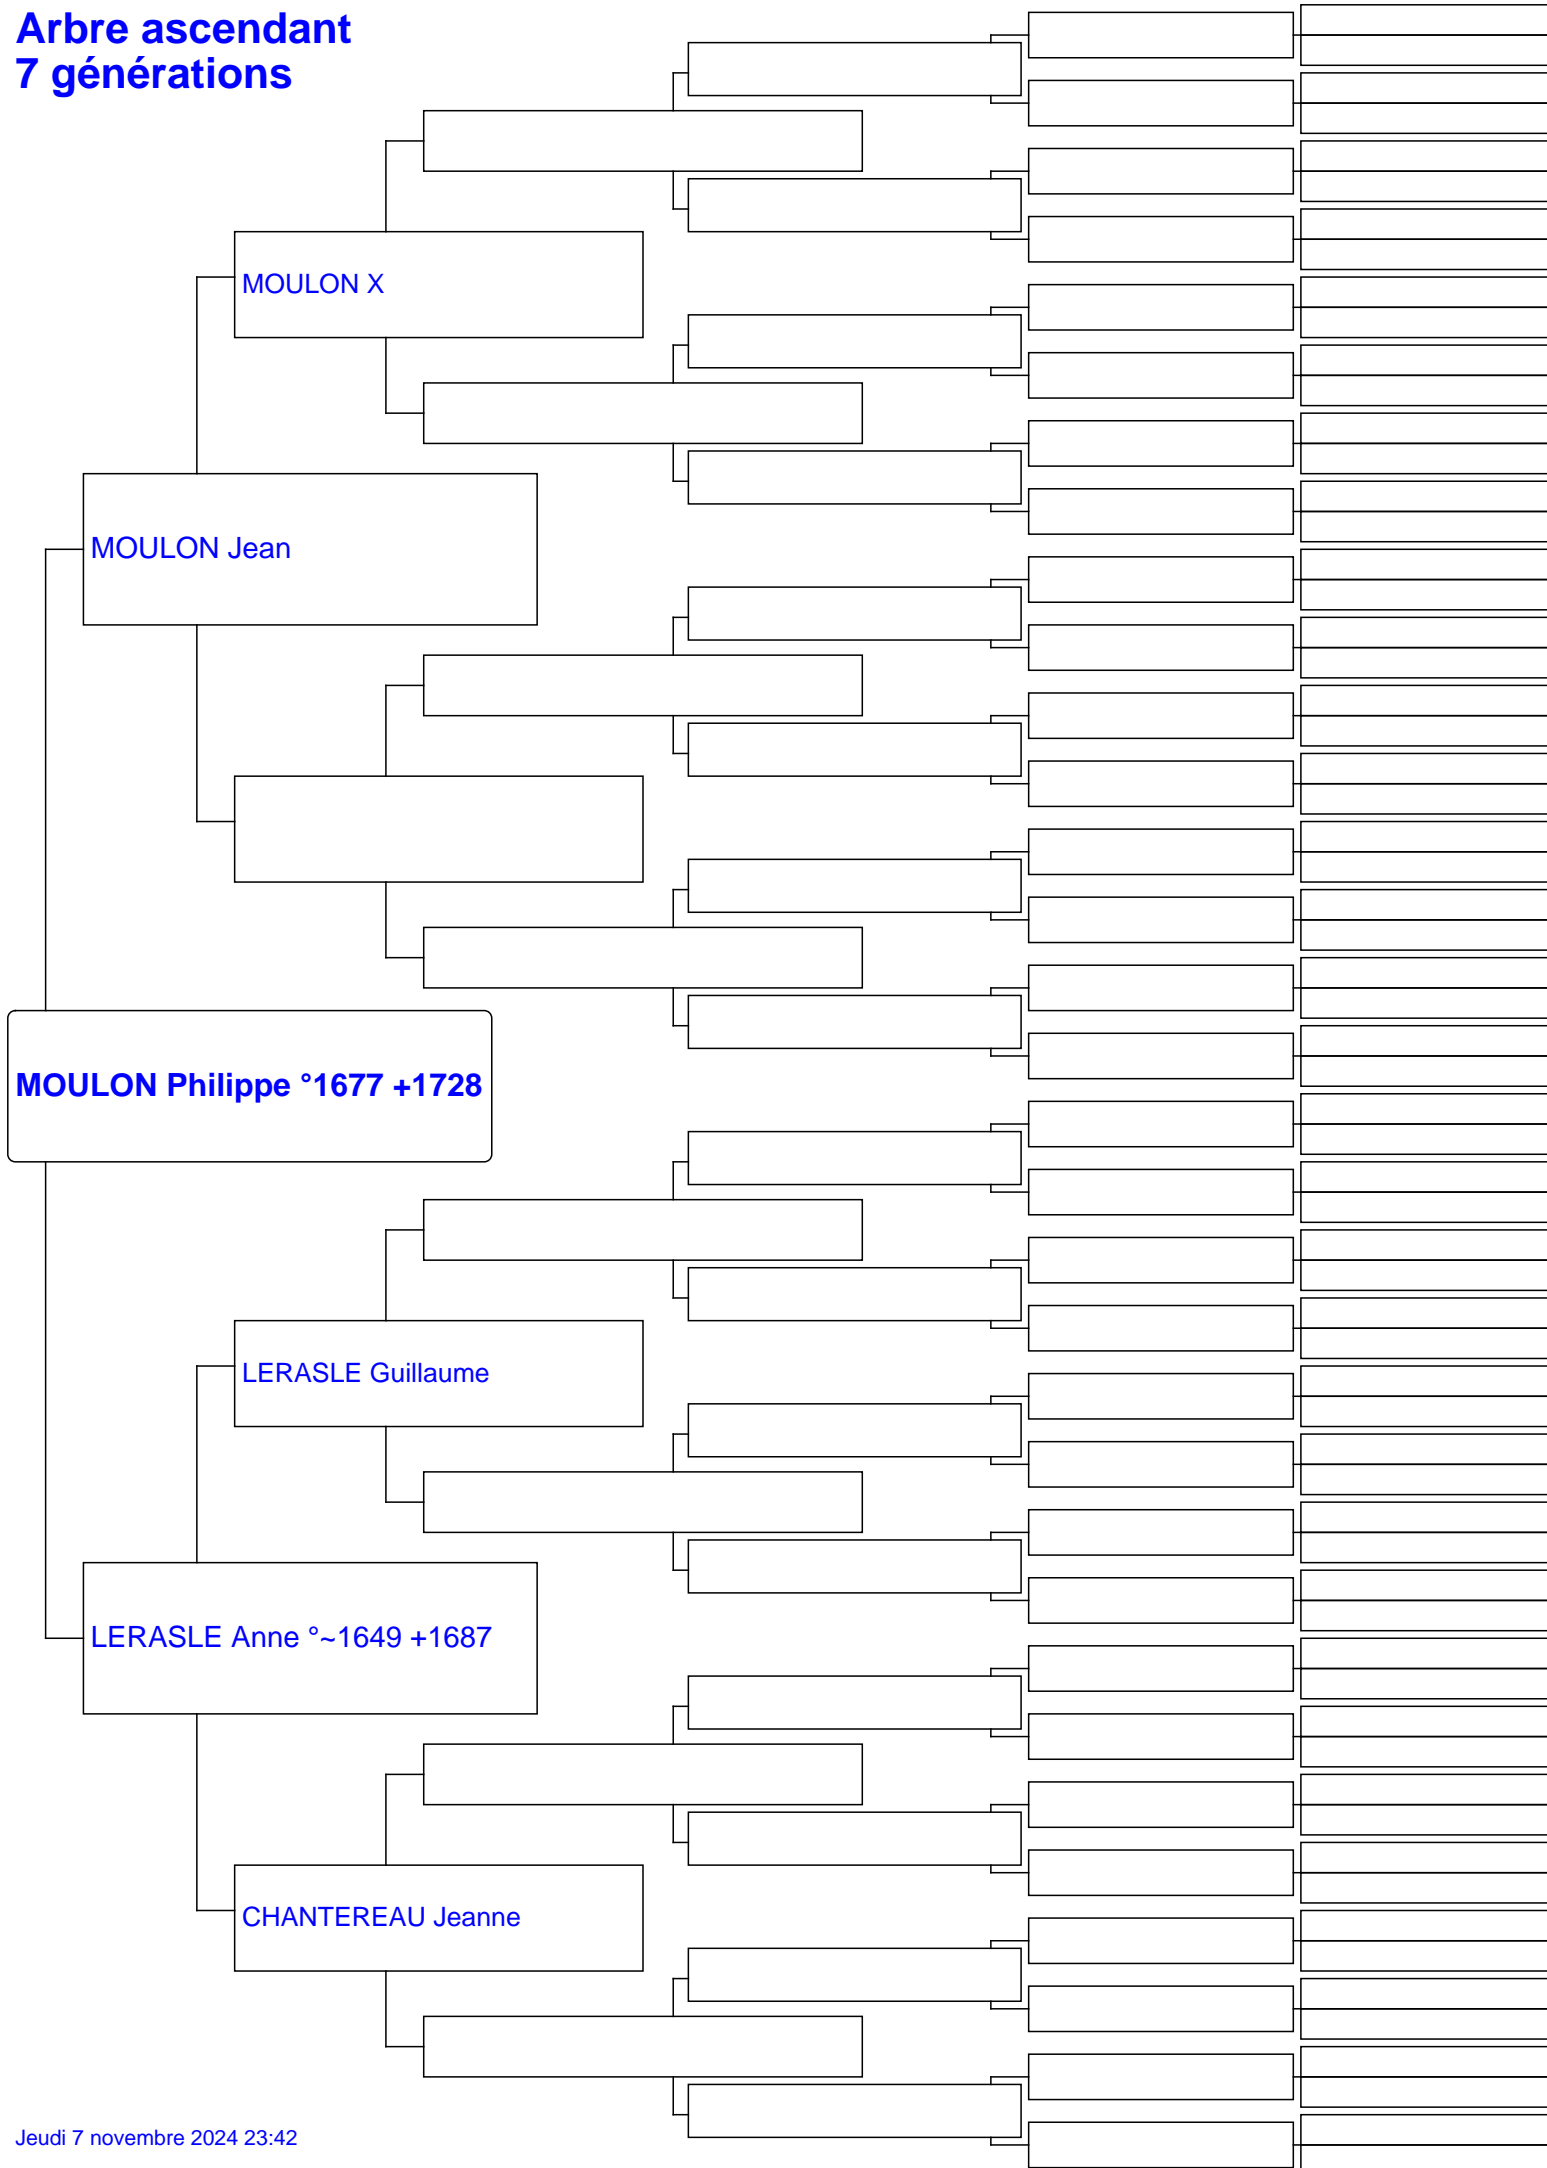 Arbre ascendant
7 générations
MOULON X
MOULON Jean
MOULON Philippe °1677 +1728
LERASLE Guillaume
LERASLE Anne °~1649 +1687
CHANTEREAU Jeanne
Jeudi 7 novembre 2024 23:42